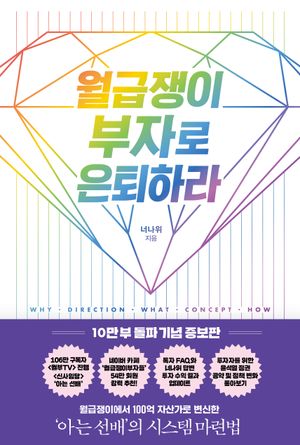 월급쟁이
부자로
은퇴하라
너나위
지음
WHY · DIRECTION · WHAT · CONCEPT · HOW
10만 부 돌파 기념 증보판
106만 구독자
<월부TV> 진행
<신사임당>
‘아는 선배’
네이버 카페
‘월급쟁이부자들’
54만 회원
강력 추천!
독자 FAQ와
너나위 답변
투자 수익 결과
업데이트
투자자를 위한
윤석열 정권
공약 및 정책 변화
톺아보기
월급쟁이에서 100억 자산가로 변신한
‘아는 선배’의 시스템 마련법